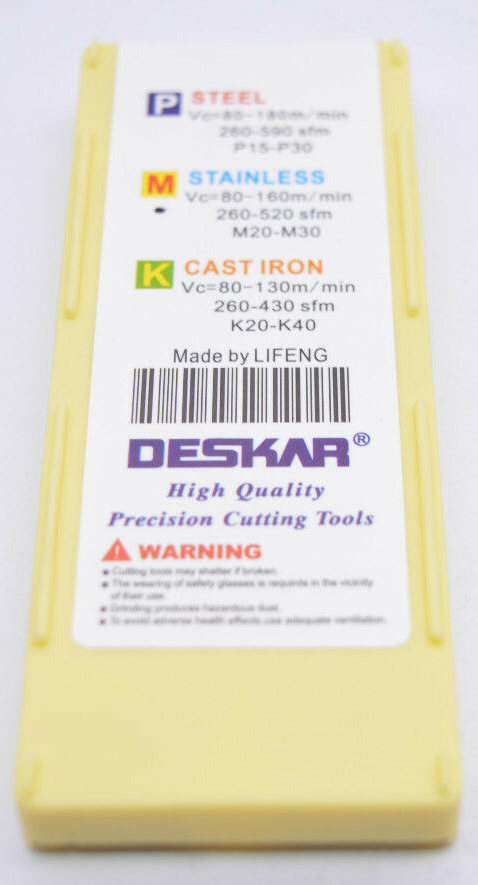 P STEEL
Vc=80-180m/min
260-590 sfm
P15-P30
M STAINLESS
Vc=80-160m/min
260-520 sfm
M20-M30
K CAST IRON
Vc=80-130m/min
260-430 sfm
K20-K40
Made by LIFENG
DESKAR®
High Quality
Precision Cutting Tools
WARNING
Cutting tools may shatter if broken.
The wearing of safety glasses is requirde in the vicinity
of their use.
Grinding produces hazardous dust.
To avoid adverse health effects use adequate ventilation.